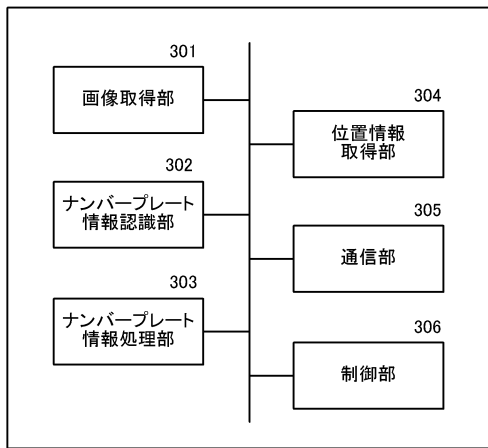 301
画像取得部
302
ナンバープレート
情報認識部
303
ナンバープレート
情報処理部
304
位置情報
取得部
305
通信部
306
制御部